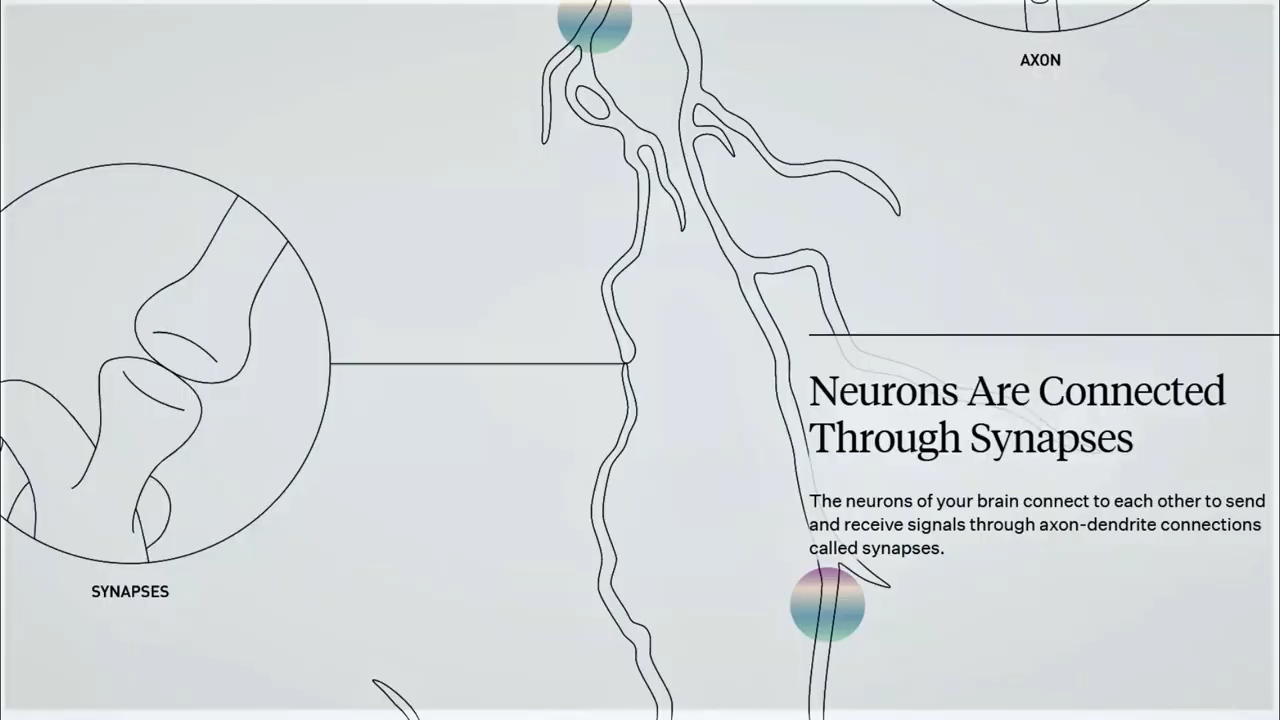 AXON
Neurons Are Connected
Through Synapses
The neurons of your brain connect to each other to send
and receive signals through axon-dendrite connections
called synapses.
SYNAPSES